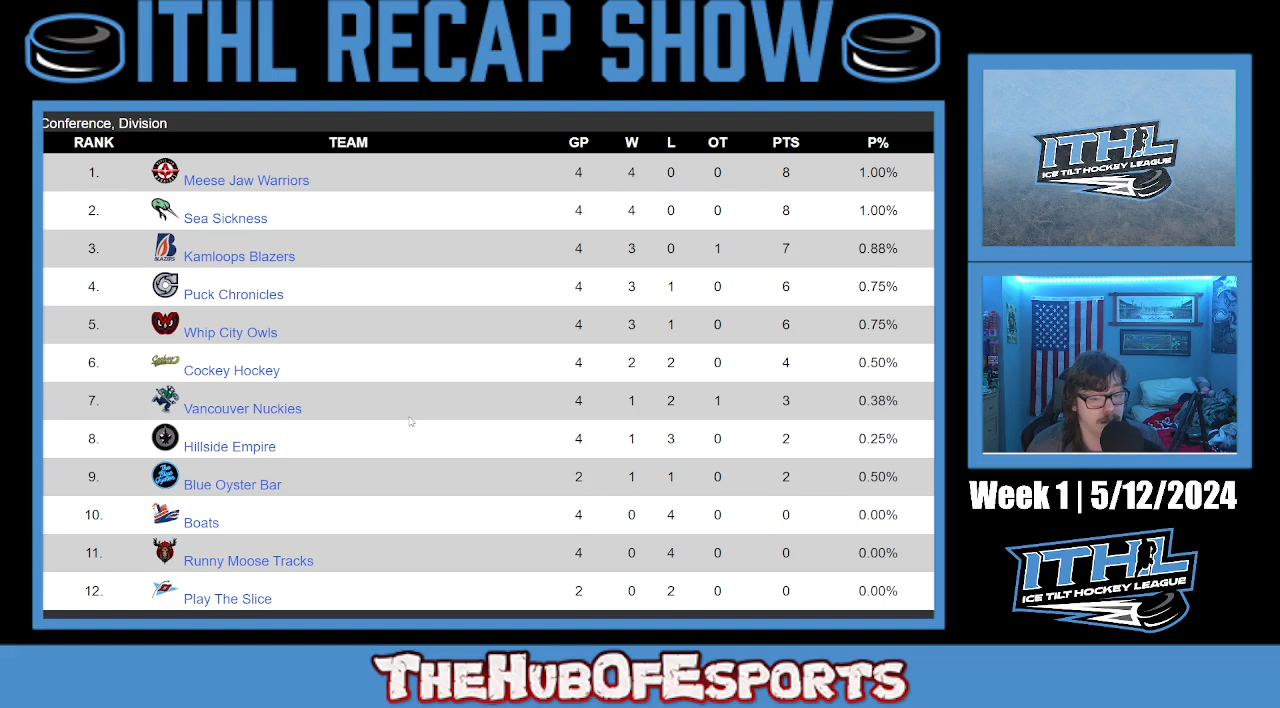 ITHL RECAP SHOW
Conference, Division
RANK TEAM GP W L OT PTS P%
1. Meese Jaw Warriors 4 4 0 0 8 1.00%
2. Sea Sickness 4 4 0 0 8 1.00%
3. Kamloops Blazers 4 3 0 1 7 0.88%
4. Puck Chronicles 4 3 1 0 6 0.75%
5. Whip City Owls 4 3 1 0 6 0.75%
6. Cockey Hockey 4 2 2 0 4 0.50%
7. Vancouver Nuckies 4 1 2 1 3 0.38%
8. Hillside Empire 4 1 3 0 2 0.25%
9. Blue Oyster Bar 2 1 1 0 2 0.50%
10. Boats 4 0 4 0 0 0.00%
11. Runny Moose Tracks 4 0 4 0 0 0.00%
12. Play The Slice 2 0 2 0 0 0.00%
ITHL
ICE TILT HOCKEY LEAGUE
Week 1 | 5/12/2024
ITHL
ICE TILT HOCKEY LEAGUE
THEHUBOFESPORTS